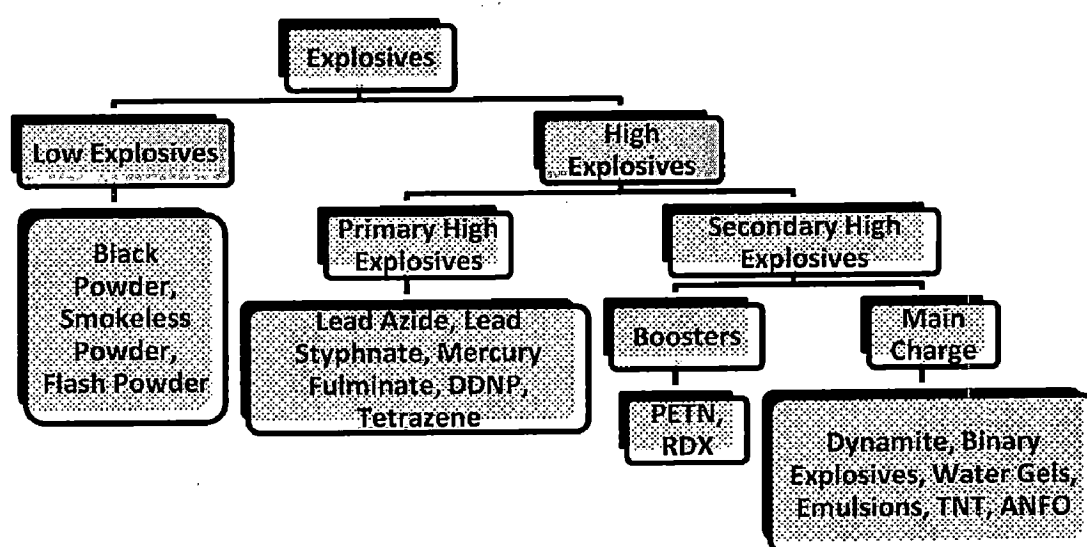 Explosives
Low Explosives
High
Explosives
Black
Powder,
Smokeless
Powder,
Flash Powder
Primary High
Explosives
Secondary High
Explosives
Lead Azide, Lead
Styphnate, Mercury
Fulminate, DDNP,
Tetrazene
Boosters
Main
Charge
PETN,
RDX
Dynamite, Binary
Explosives, Water Gels,
Emulsions, TNT, ANFO